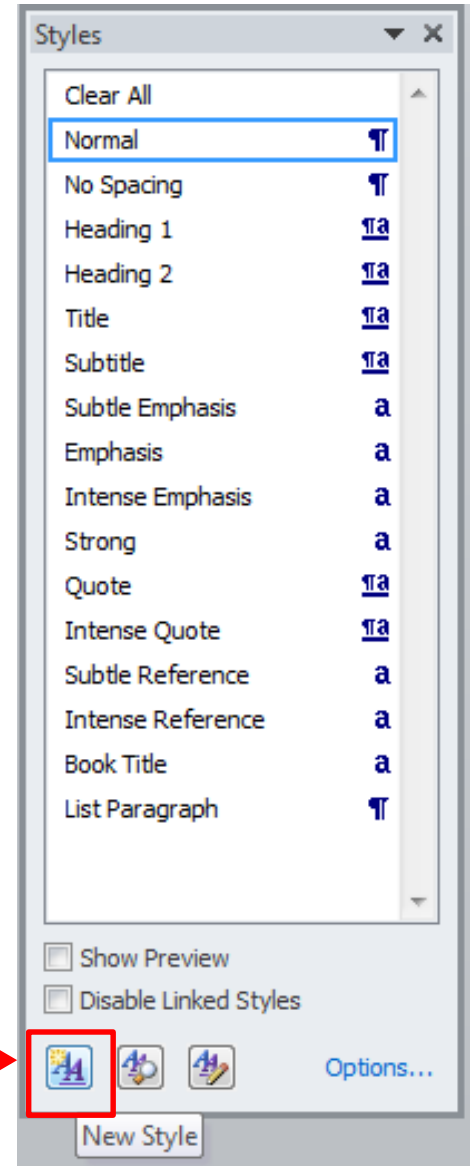 Styles
Clear All
Normal ¶
No Spacing ¶
Heading 1 ¶a
Heading 2 ¶a
Title ¶a
Subtitle ¶a
Subtle Emphasis a
Emphasis a
Intense Emphasis a
Strong a
Quote ¶a
Intense Quote ¶a
Subtle Reference a
Intense Reference a
Book Title a
List Paragraph ¶
Show Preview
Disable Linked Styles
Options...
New Style